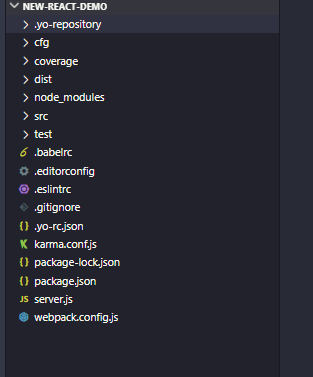 NEW-REACT-DEMO
.yo-repository
cfg
coverage
dist
node_modules
src
test
.babelrc
.editorconfig
.eslintrc
.gitignore
.yo-rc.json
karma.conf.js
package-lock.json
package.json
JS server.js
webpack.config.js